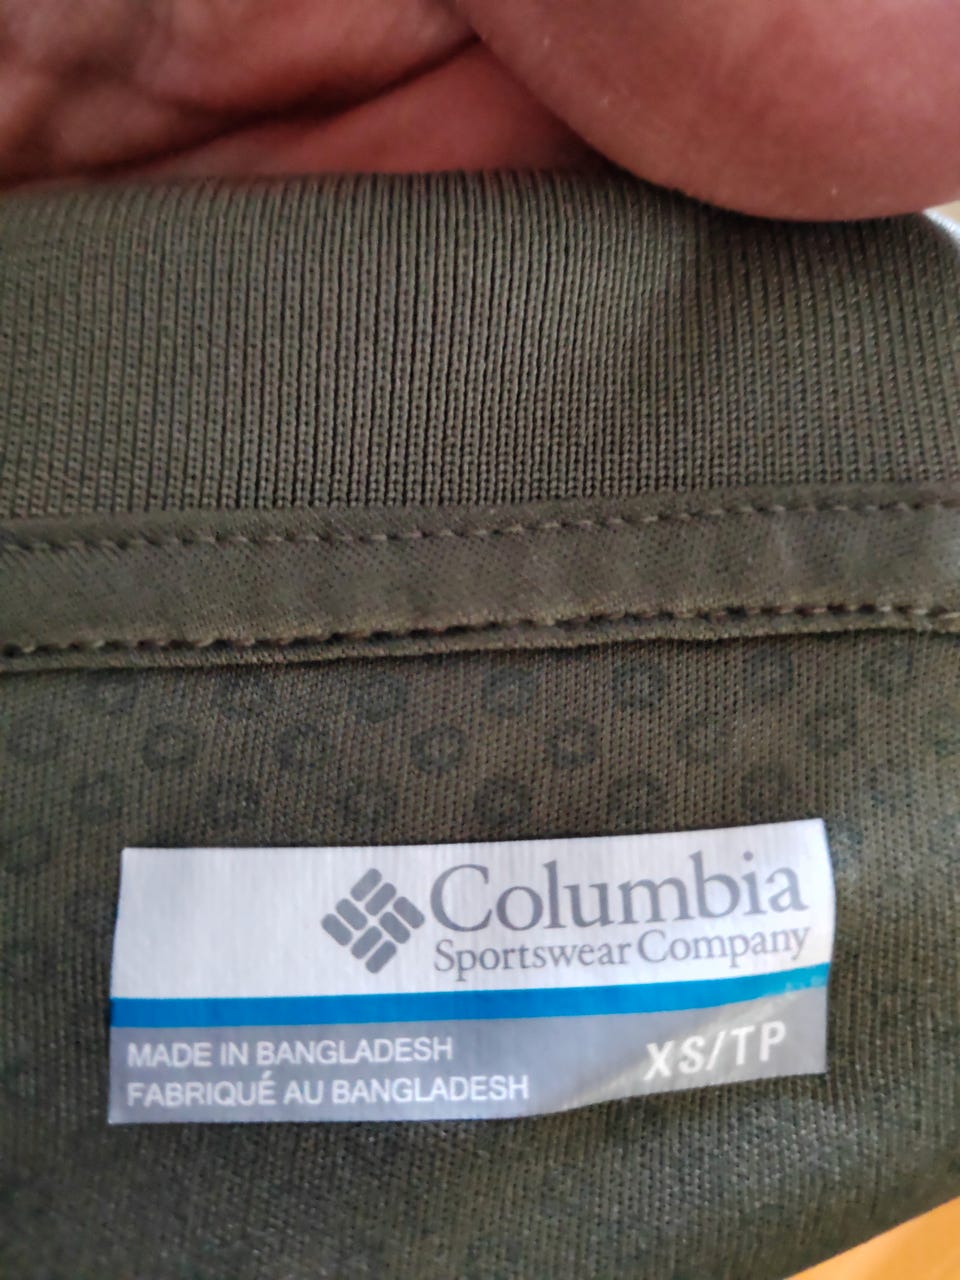 Columbia
Sportswear Company
MADE IN BANGLADESH
FABRIQUÉ AU BANGLADESH
XS/TP